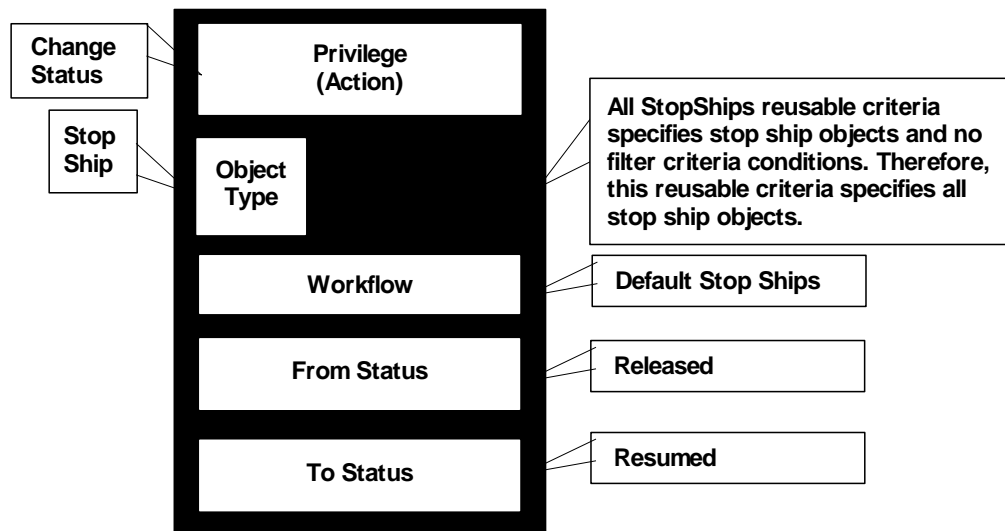 Change
Status
Privilege
(Action)
Stop
Ship
Object
Type
All StopShips reusable criteria
specifies stop ship objects and no
filter criteria conditions. Therefore,
this reusable criteria specifies all
stop ship objects.
Workflow
Default Stop Ships
From Status
Released
To Status
Resumed